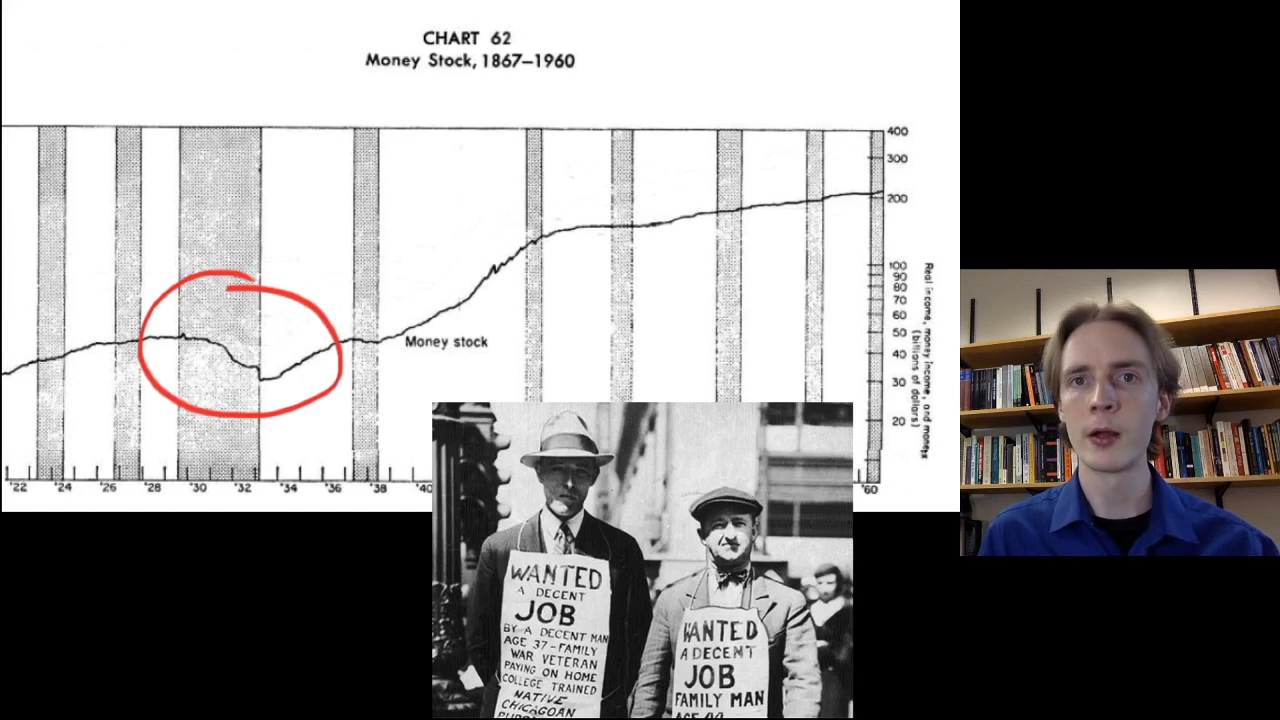 CHART 62
Money Stock, 1867–1960
400
300
200
100
90
80
70
60
50
40
30
20
Real income, money income, and money
(billions of dollars)
Money stock
'22 '24 '26 '28 '30 '32 '34 '36 '38 '40 '60
WANTED
A DECENT
JOB
BY A DECENT MAN
AGE 37-FAMILY
WAR VETERAN
PAYING ON HOME
COLLEGE TRAINED
NATIVE
CHICAGOAN
WANTED
A DECENT
JOB
FAMILY MAN